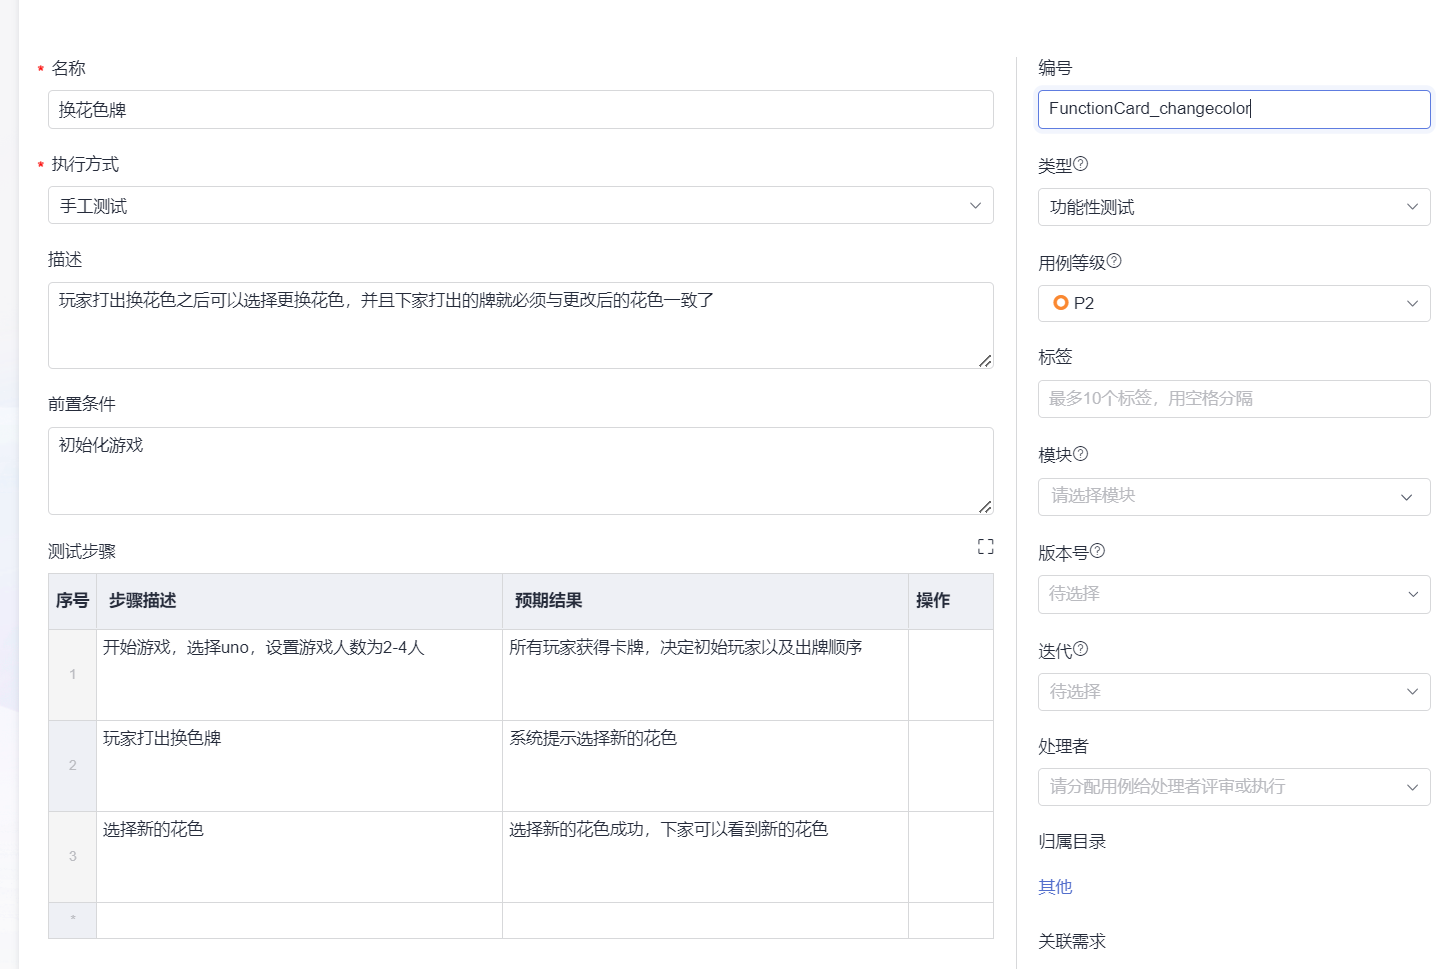 * 名称
换花色牌
* 执行方式
手工测试
描述
玩家打出换花色之后可以选择更换花色，并且下家打出的牌就必须与更改后的花色一致了
前置条件
初始化游戏
测试步骤
序号 步骤描述 预期结果 操作
1 开始游戏，选择uno，设置游戏人数为2-4人 所有玩家获得卡牌，决定初始玩家以及出牌顺序
2 玩家打出换色牌 系统提示选择新的花色
3 选择新的花色 选择新的花色成功，下家可以看到新的花色
*
编号
FunctionCard_changecolor
类型?
功能性测试
用例等级?
P2
标签
最多10个标签，用空格分隔
模块?
请选择模块
版本号?
待选择
迭代?
待选择
处理者
请分配用例给处理者评审或执行
归属目录
其他
关联需求